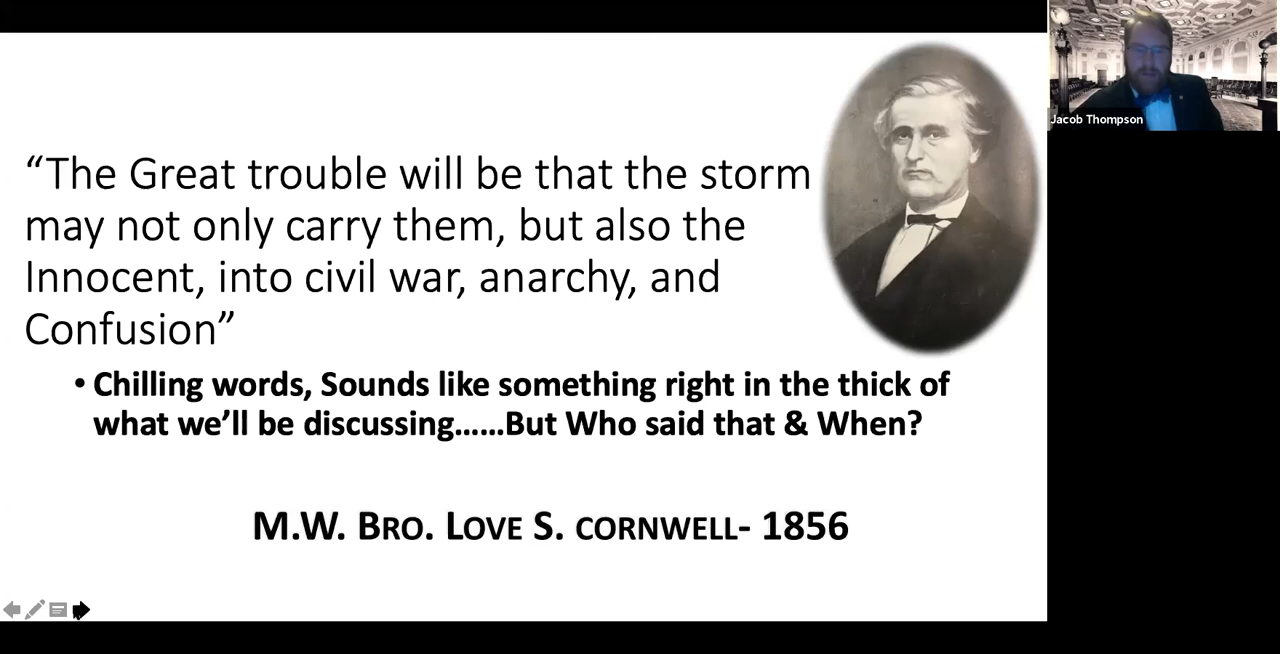 “The Great trouble will be that the storm
may not only carry them, but also the
Innocent, into civil war, anarchy, and
Confusion”
• Chilling words, Sounds like something right in the thick of
what we’ll be discussing......But Who said that & When?
M.W. BRO. LOVE S. CORNWELL- 1856
Jacob Thompson